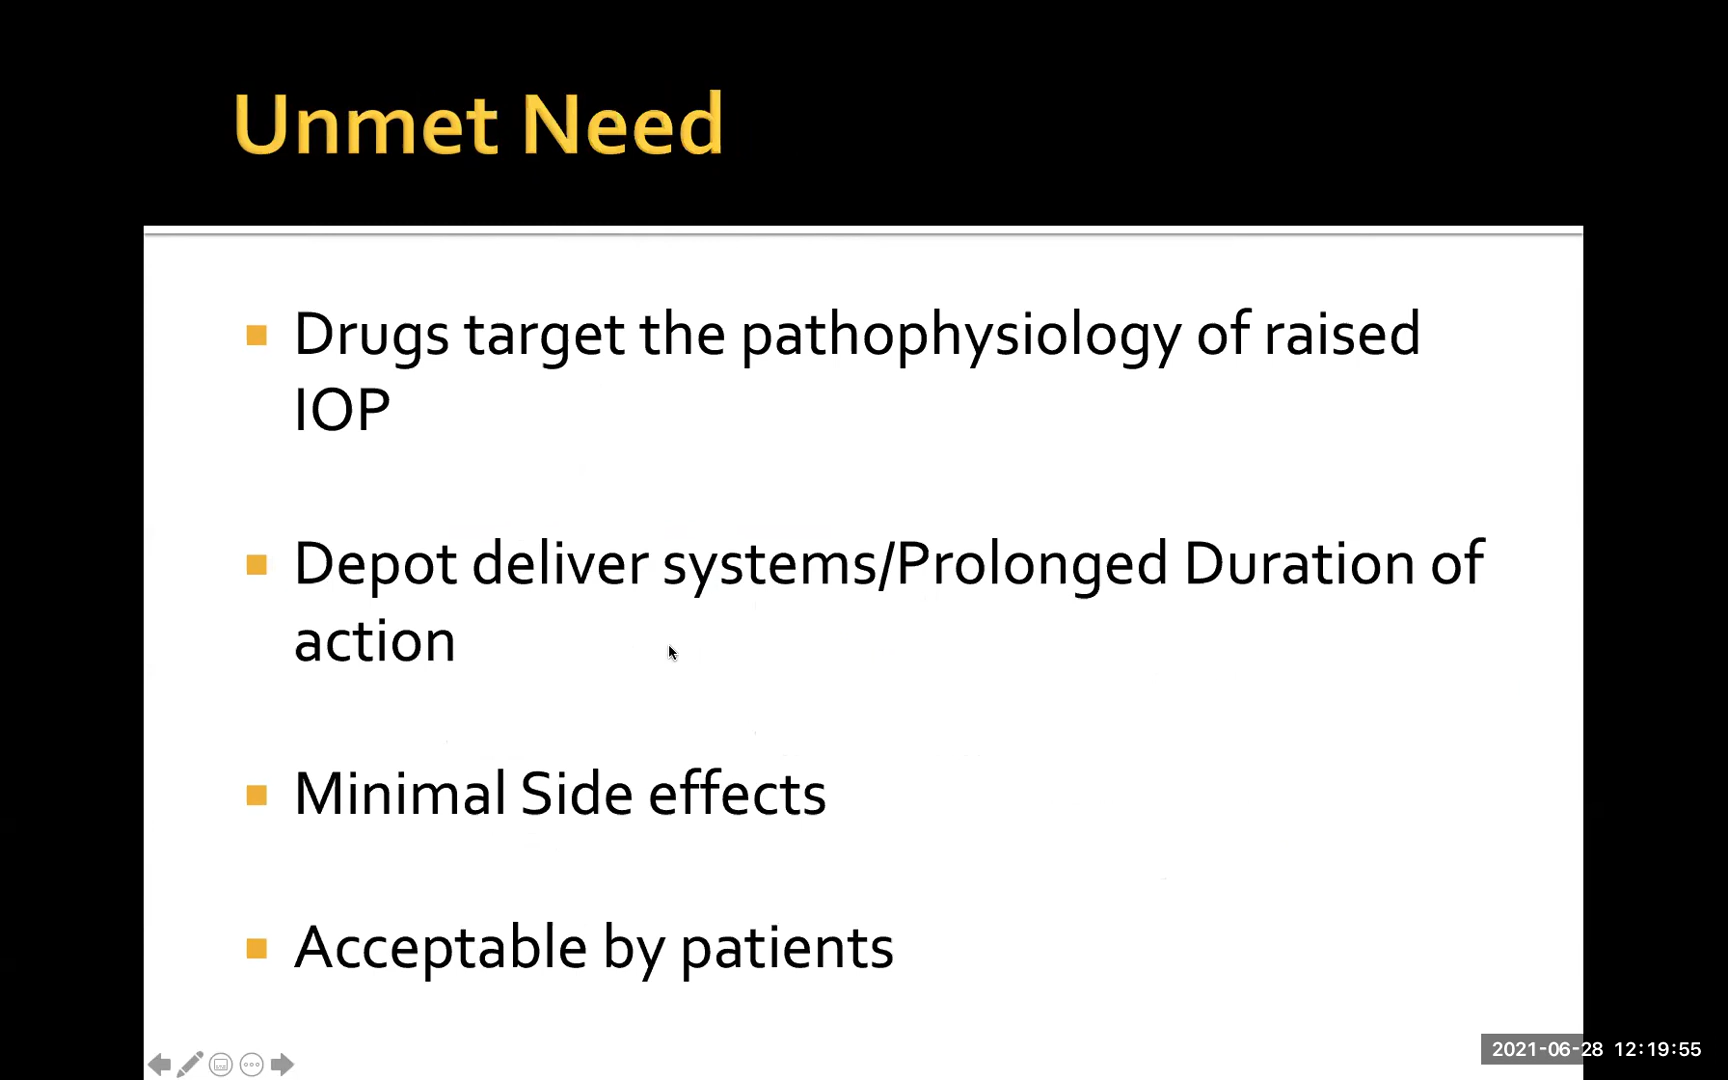 Unmet Need
Drugs target the pathophysiology of raised
IOP
Depot deliver systems/Prolonged Duration of
action
Minimal Side effects
Acceptable by patients
2021-06-28 12:19:55